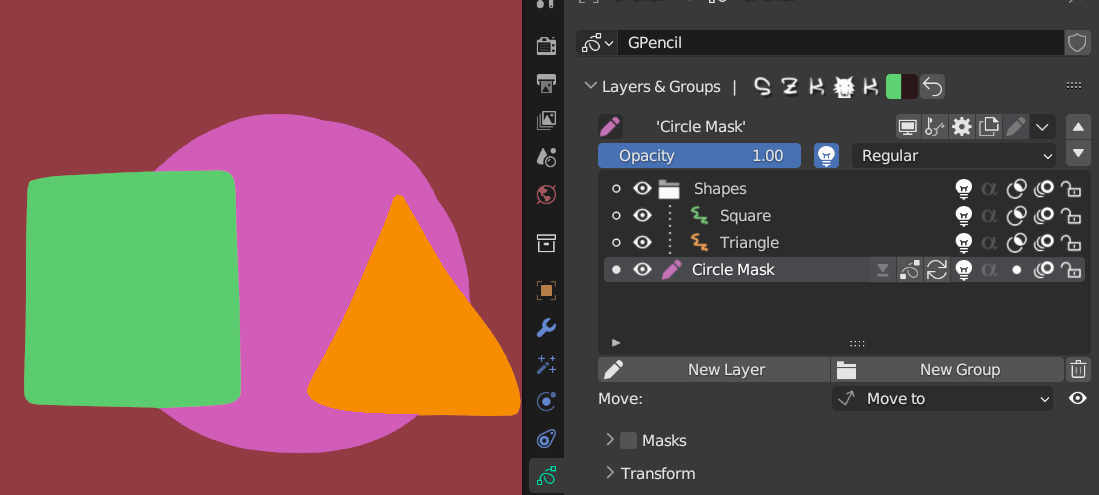 GPencil
Layers & Groups |
'Circle Mask'
Opacity 1.00 Regular
Shapes
Square
Triangle
Circle Mask
New Layer New Group
Move: Move to
Masks
Transform